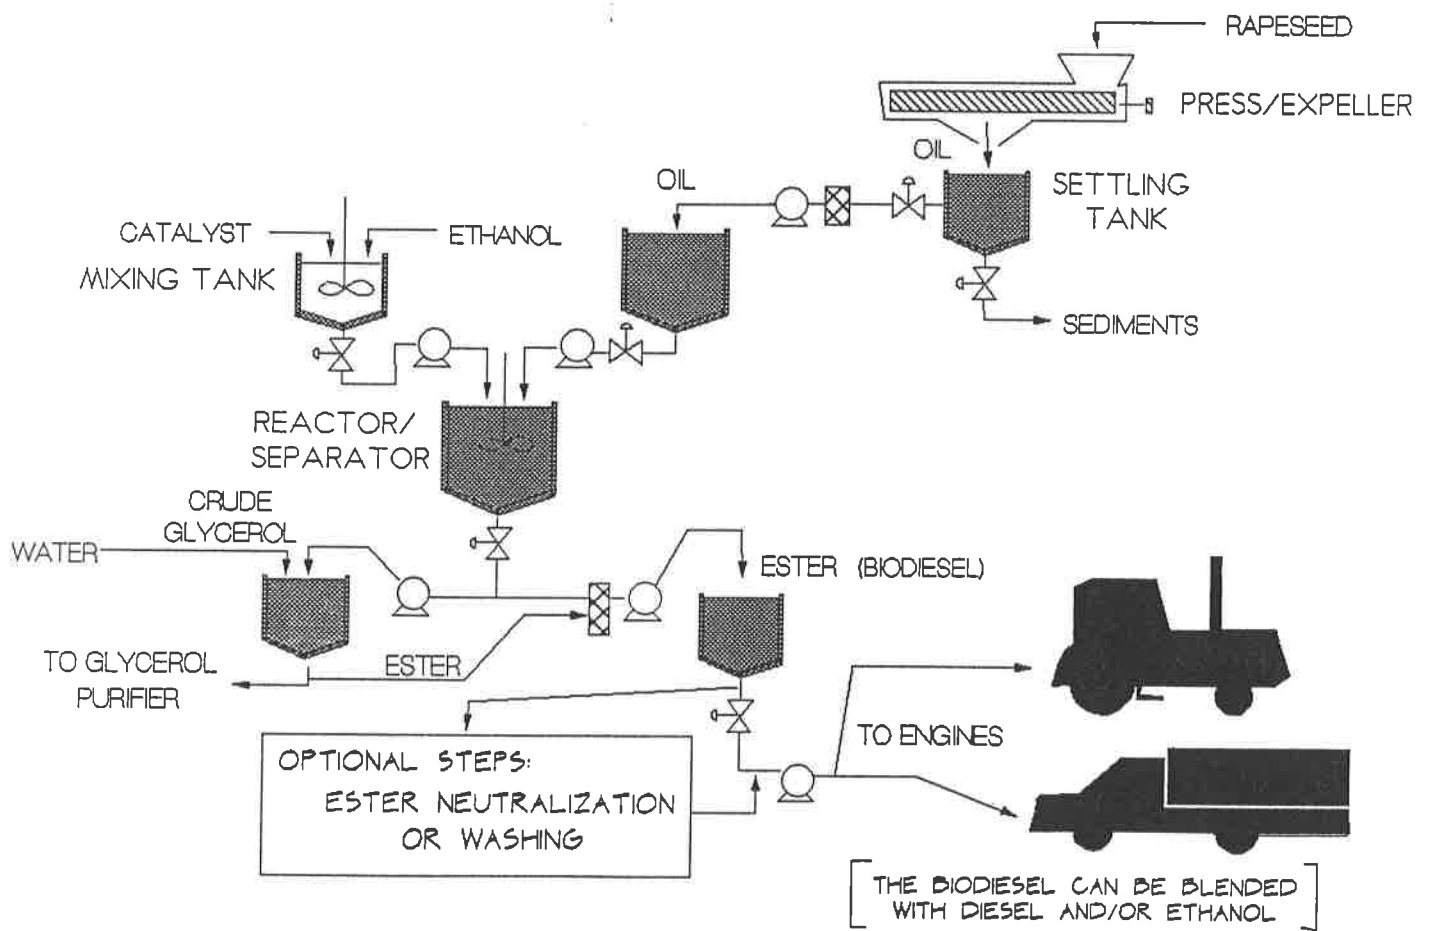 RAPESEED
PRESS/EXPELLER
OIL
SETTLING
TANK
OIL
CATALYST
ETHANOL
MIXING TANK
SEDIMENTS
REACTOR/
SEPARATOR
CRUDE
GLYCEROL
WATER
ESTER (BIODIESEL)
TO GLYCEROL
PURIFIER
ESTER
TO ENGINES
OPTIONAL STEPS:
ESTER NEUTRALIZATION
OR WASHING
THE BIODIESEL CAN BE BLENDED
WITH DIESEL AND/OR ETHANOL